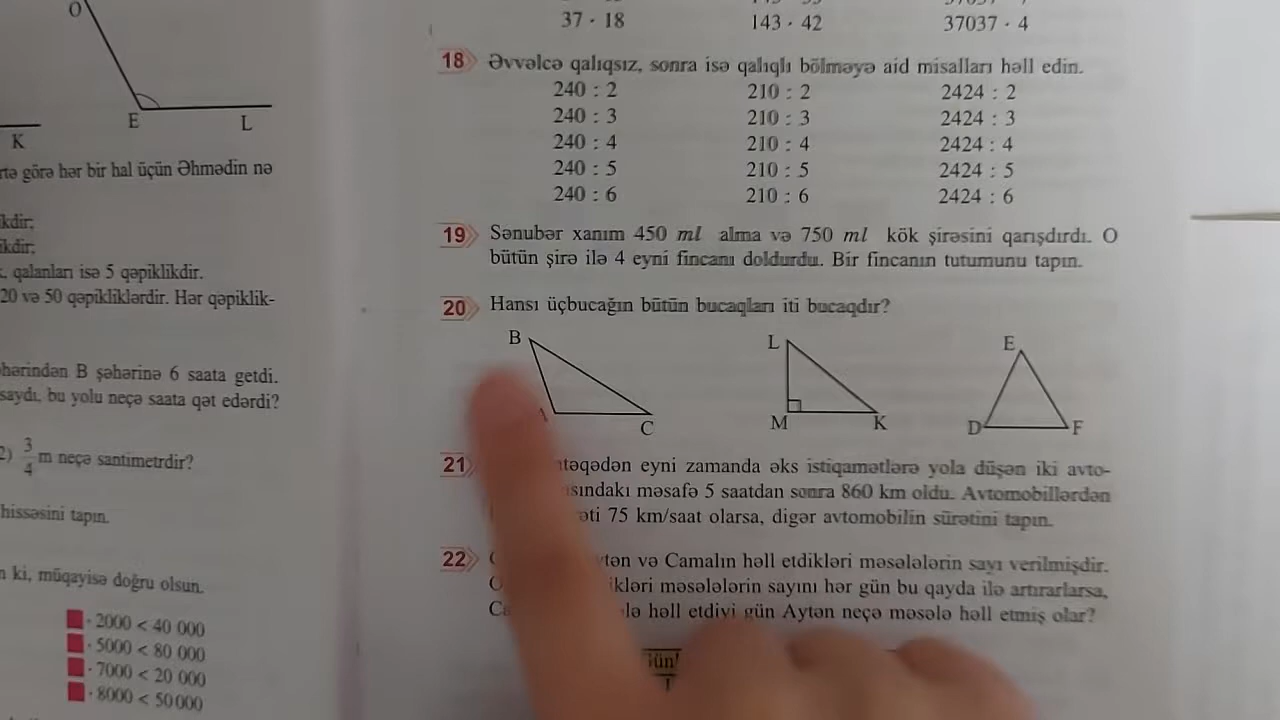 O
E
L
K
rtə görə hər bir hal üçün Əhmədin nə
kdir;
ikdir;
, qalanları isə 5 qəpiklikdir.
20 və 50 qəpikliklərdir. Hər qəpiklik-
əhərindən B şəhərinə 6 saata getdi.
saydı, bu yolu neçə saata qət edərdi?
2) 3/4 m neçə santimetrdir?
hissəsini tapın.
n ki, müqayisə doğru olsun.
· 2000 < 40 000
· 5000 < 80 000
· 7000 < 20 000
· 8000 < 50 000
37 · 18 143 · 42 37037 · 4
18 Əvvəlcə qalıqsız, sonra isə qalıqlı bölməyə aid misalları həll edin.
240 : 2 210 : 2 2424 : 2
240 : 3 210 : 3 2424 : 3
240 : 4 210 : 4 2424 : 4
240 : 5 210 : 5 2424 : 5
240 : 6 210 : 6 2424 : 6
19 Sənubər xanım 450 ml alma və 750 ml kök şirəsini qarışdırdı. O
bütün şirə ilə 4 eyni fincanı doldurdu. Bir fincanın tutumunu tapın.
20 Hansı üçbucağın bütün bucaqları iti bucaqdır?
B L E
C M K D F
21 təqədən eyni zamanda əks istiqamətlərə yola düşən iki avto-
sındakı məsafə 5 saatdan sonra 860 km oldu. Avtomobillərdən
əti 75 km/saat olarsa, digər avtomobilin sürətini tapın.
22 tən və Camalın həll etdikləri məsələlərin sayı verilmişdir.
ikləri məsələlərin sayını hər gün bu qayda ilə artırarlarsa,
lə həll etdiyi gün Aytən neçə məsələ həll etmiş olar?